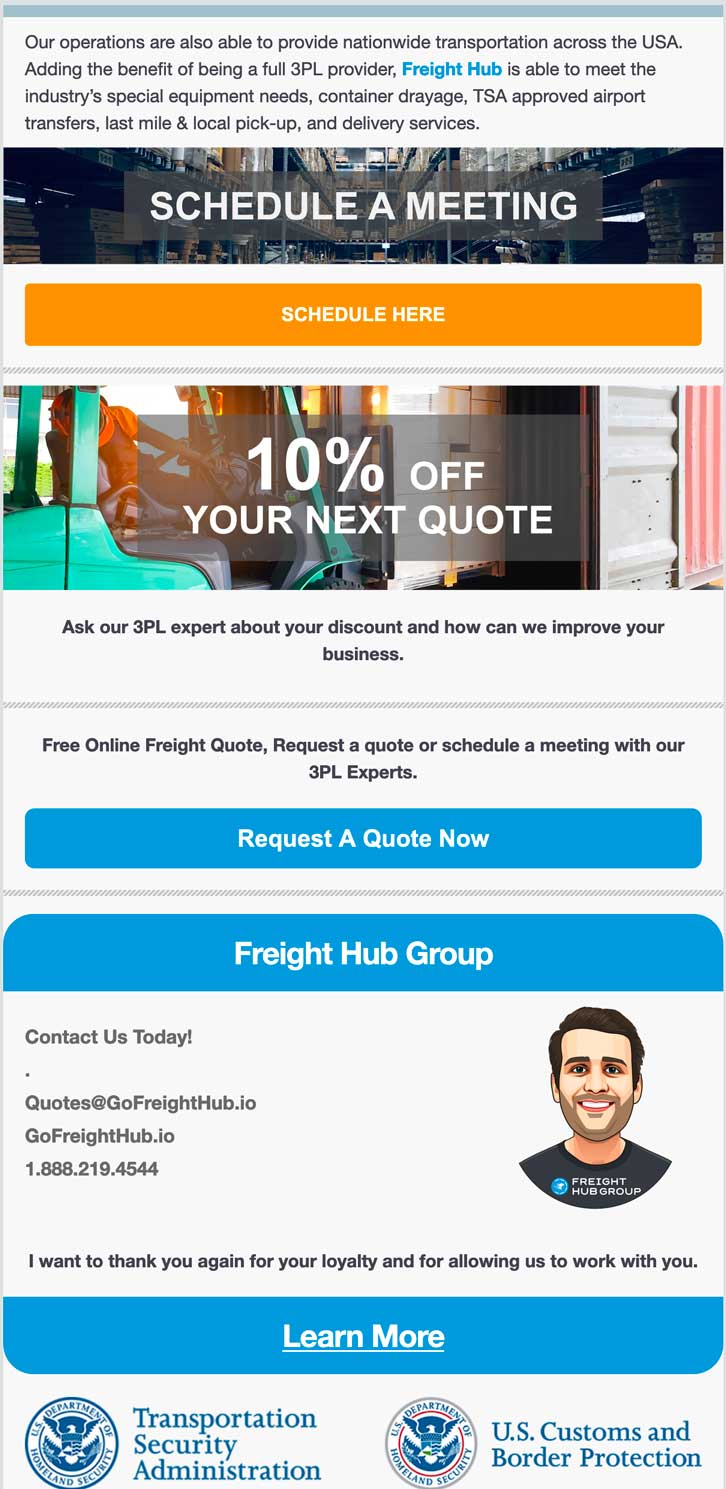 Our operations are also able to provide nationwide transportation across the USA.
Adding the benefit of being a full 3PL provider, Freight Hub is able to meet the
industry’s special equipment needs, container drayage, TSA approved airport
transfers, last mile & local pick-up, and delivery services.
SCHEDULE A MEETING
SCHEDULE HERE
10% OFF
YOUR NEXT QUOTE
Ask our 3PL expert about your discount and how can we improve your
business.
Free Online Freight Quote, Request a quote or schedule a meeting with our
3PL Experts.
Request A Quote Now
Freight Hub Group
Contact Us Today!
.
Quotes@GoFreightHub.io
GoFreightHub.io
1.888.219.4544
FREIGHT
HUBGROUP
I want to thank you again for your loyalty and for allowing us to work with you.
Learn More
U.S. DEPARTMENT OF
HOMELAND SECURITY
Transportation
Security
Administration
U.S. DEPARTMENT OF
HOMELAND SECURITY
U.S. Customs and
Border Protection